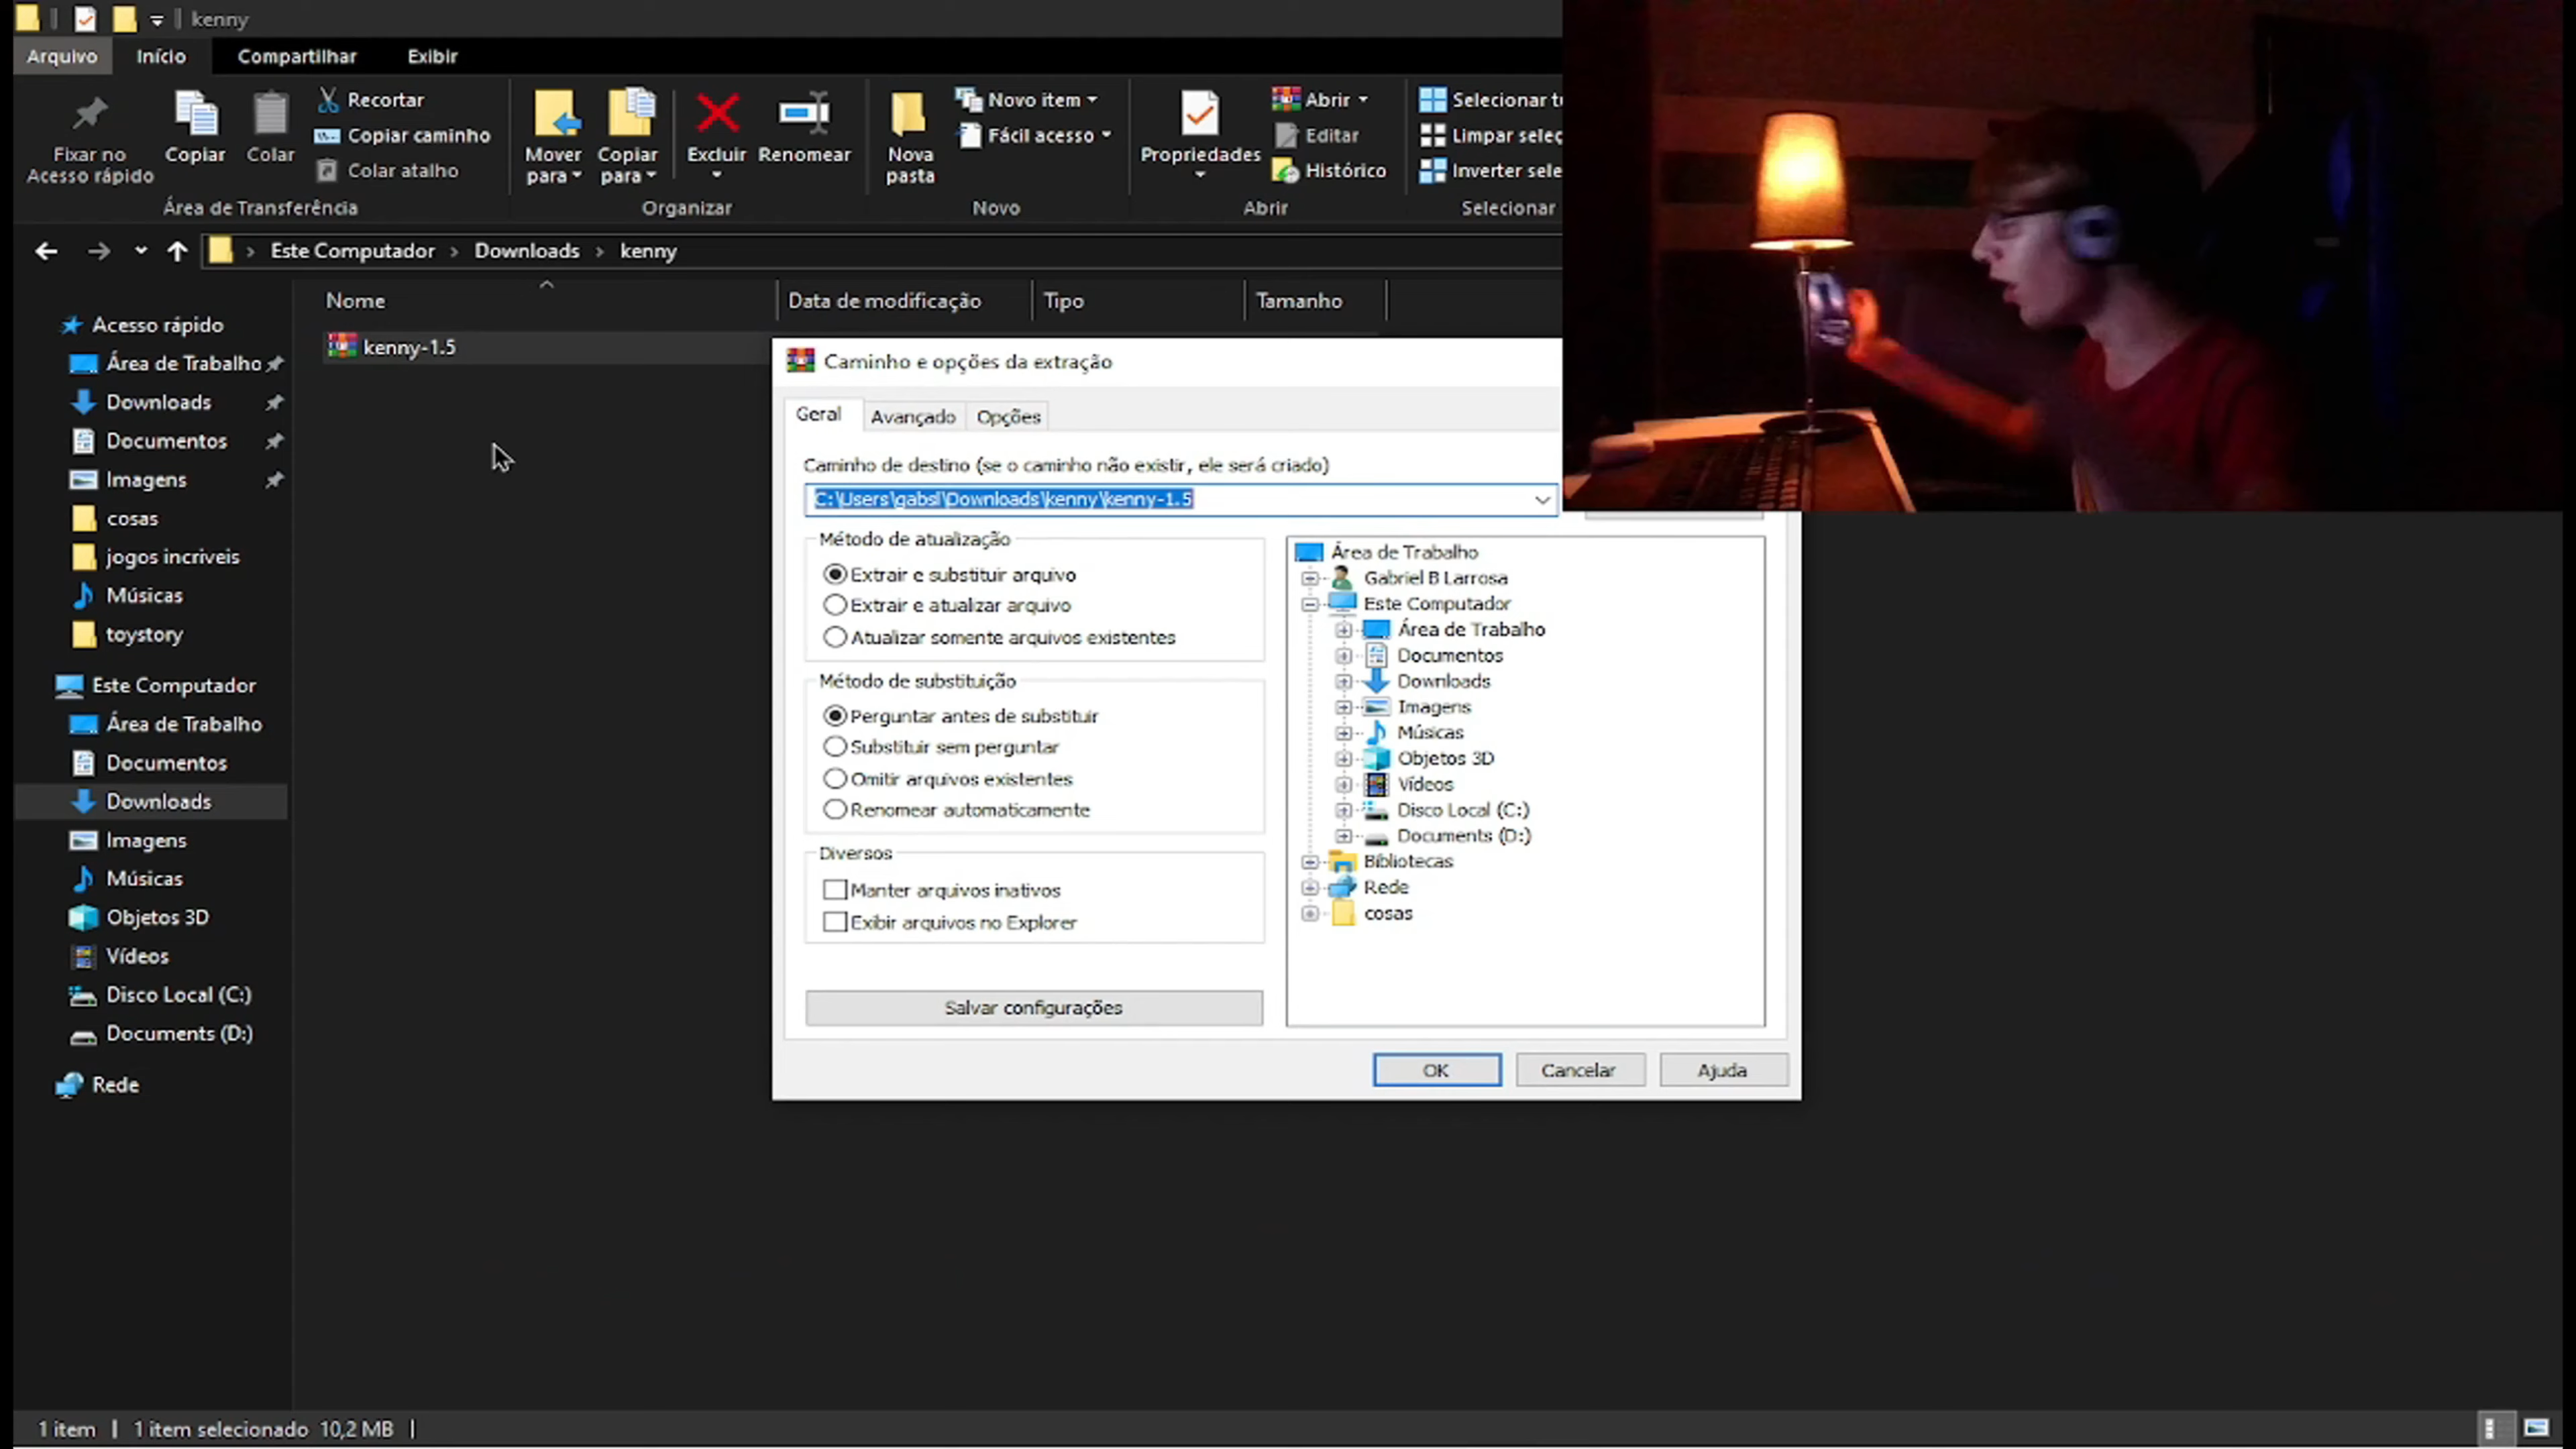 kenny
Arquivo Início Compartilhar Exibir
Fixar no
Acesso rápido
Copiar
Colar
Recortar
Copiar caminho
Colar atalho
Área de Transferência
Mover
para
Copiar
para
Excluir
Renomear
Organizar
Nova
pasta
Novo item
Fácil acesso
Novo
Propriedades
Abrir
Editar
Histórico
Abrir
Selecionar
Limpar
Inverter
Selecionar
Este Computador > Downloads > kenny
Nome Data de modificação Tipo Tamanho
kenny-1.5
Acesso rápido
Área de Trabalho
Downloads
Documentos
Imagens
cosas
jogos incriveis
Músicas
toystory
Este Computador
Área de Trabalho
Documentos
Downloads
Imagens
Músicas
Objetos 3D
Vídeos
Disco Local (C:)
Documents (D:)
Rede
Caminho e opções da extração
Geral Avançado Opções
Caminho de destino (se o caminho não existir, ele será criado)
C:\Users\gabsl\Downloads\kenny\kenny-1.5
Método de atualização
Extrair e substituir arquivo
Extrair e atualizar arquivo
Atualizar somente arquivos existentes
Método de substituição
Perguntar antes de substituir
Substituir sem perguntar
Omitir arquivos existentes
Renomear automaticamente
Diversos
Manter arquivos inativos
Exibir arquivos no Explorer
Salvar configurações
Área de Trabalho
Gabriel B Larrosa
Este Computador
Área de Trabalho
Documentos
Downloads
Imagens
Músicas
Objetos 3D
Vídeos
Disco Local (C:)
Documents (D:)
Bibliotecas
Rede
cosas
OK Cancelar Ajuda
1 item 1 item selecionado 10,2 MB